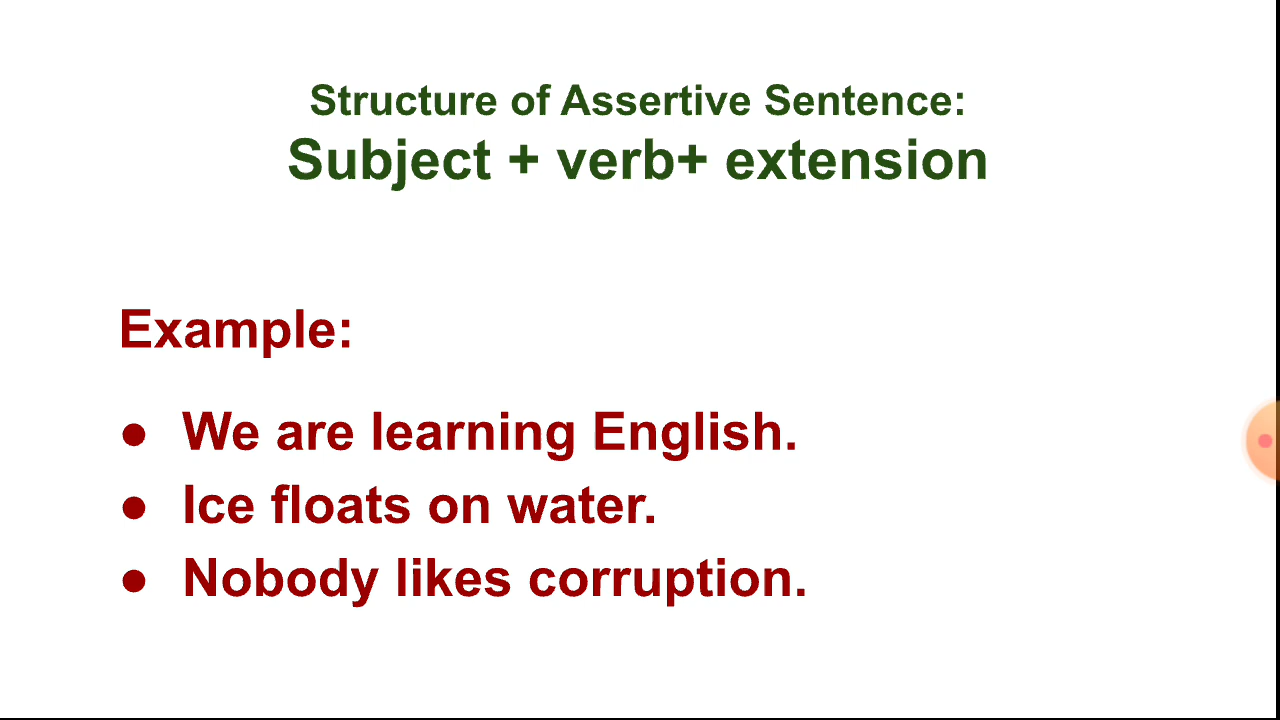 Structure of Assertive Sentence:
Subject + verb+ extension
Example:
● We are learning English.
● Ice floats on water.
● Nobody likes corruption.